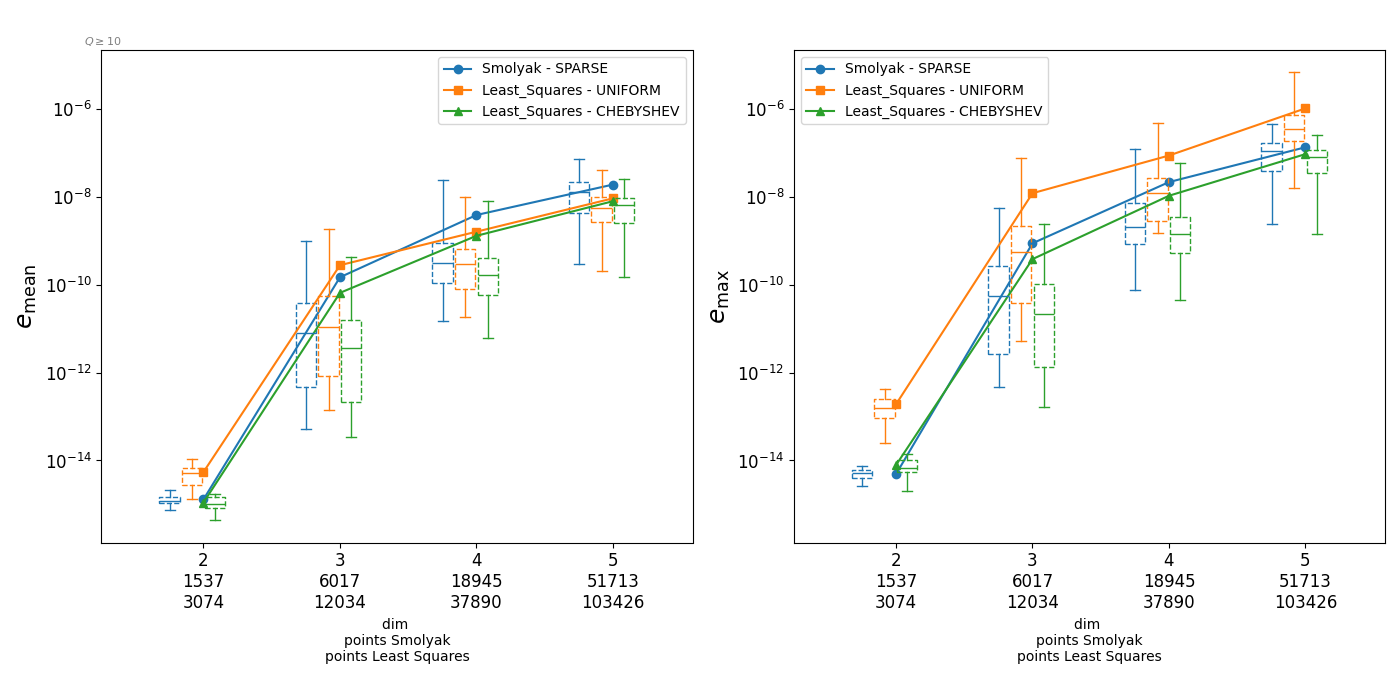 Q ≥ 10
Smolyak - SPARSE
Least_Squares - UNIFORM
Least_Squares - CHEBYSHEV
10⁻⁶
10⁻⁸
10⁻¹⁰
10⁻¹²
10⁻¹⁴
e_mean
2 3 4 5
1537 6017 18945 51713
3074 12034 37890 103426
dim
points Smolyak
points Least Squares
Smolyak - SPARSE
Least_Squares - UNIFORM
Least_Squares - CHEBYSHEV
10⁻⁶
10⁻⁸
10⁻¹⁰
10⁻¹²
10⁻¹⁴
e_max
2 3 4 5
1537 6017 18945 51713
3074 12034 37890 103426
dim
points Smolyak
points Least Squares